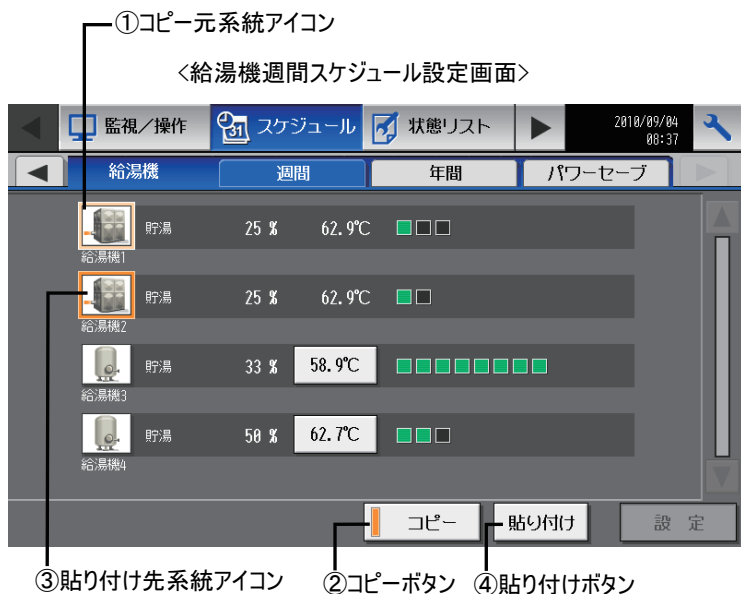 ①コピー元系統アイコン
<給湯機週間スケジュール設定画面>
監視/操作
31
スケジュール
状態リスト
2010/09/04
08:37
給湯機
週間
年間
パワーセーブ
貯湯 25 % 62.9℃
給湯機1
貯湯 25 % 62.9℃
給湯機2
貯湯 33 % 58.9℃
給湯機3
貯湯 50 % 62.7℃
給湯機4
コピー
貼り付け
設 定
③貼り付け先系統アイコン
②コピーボタン
④貼り付けボタン